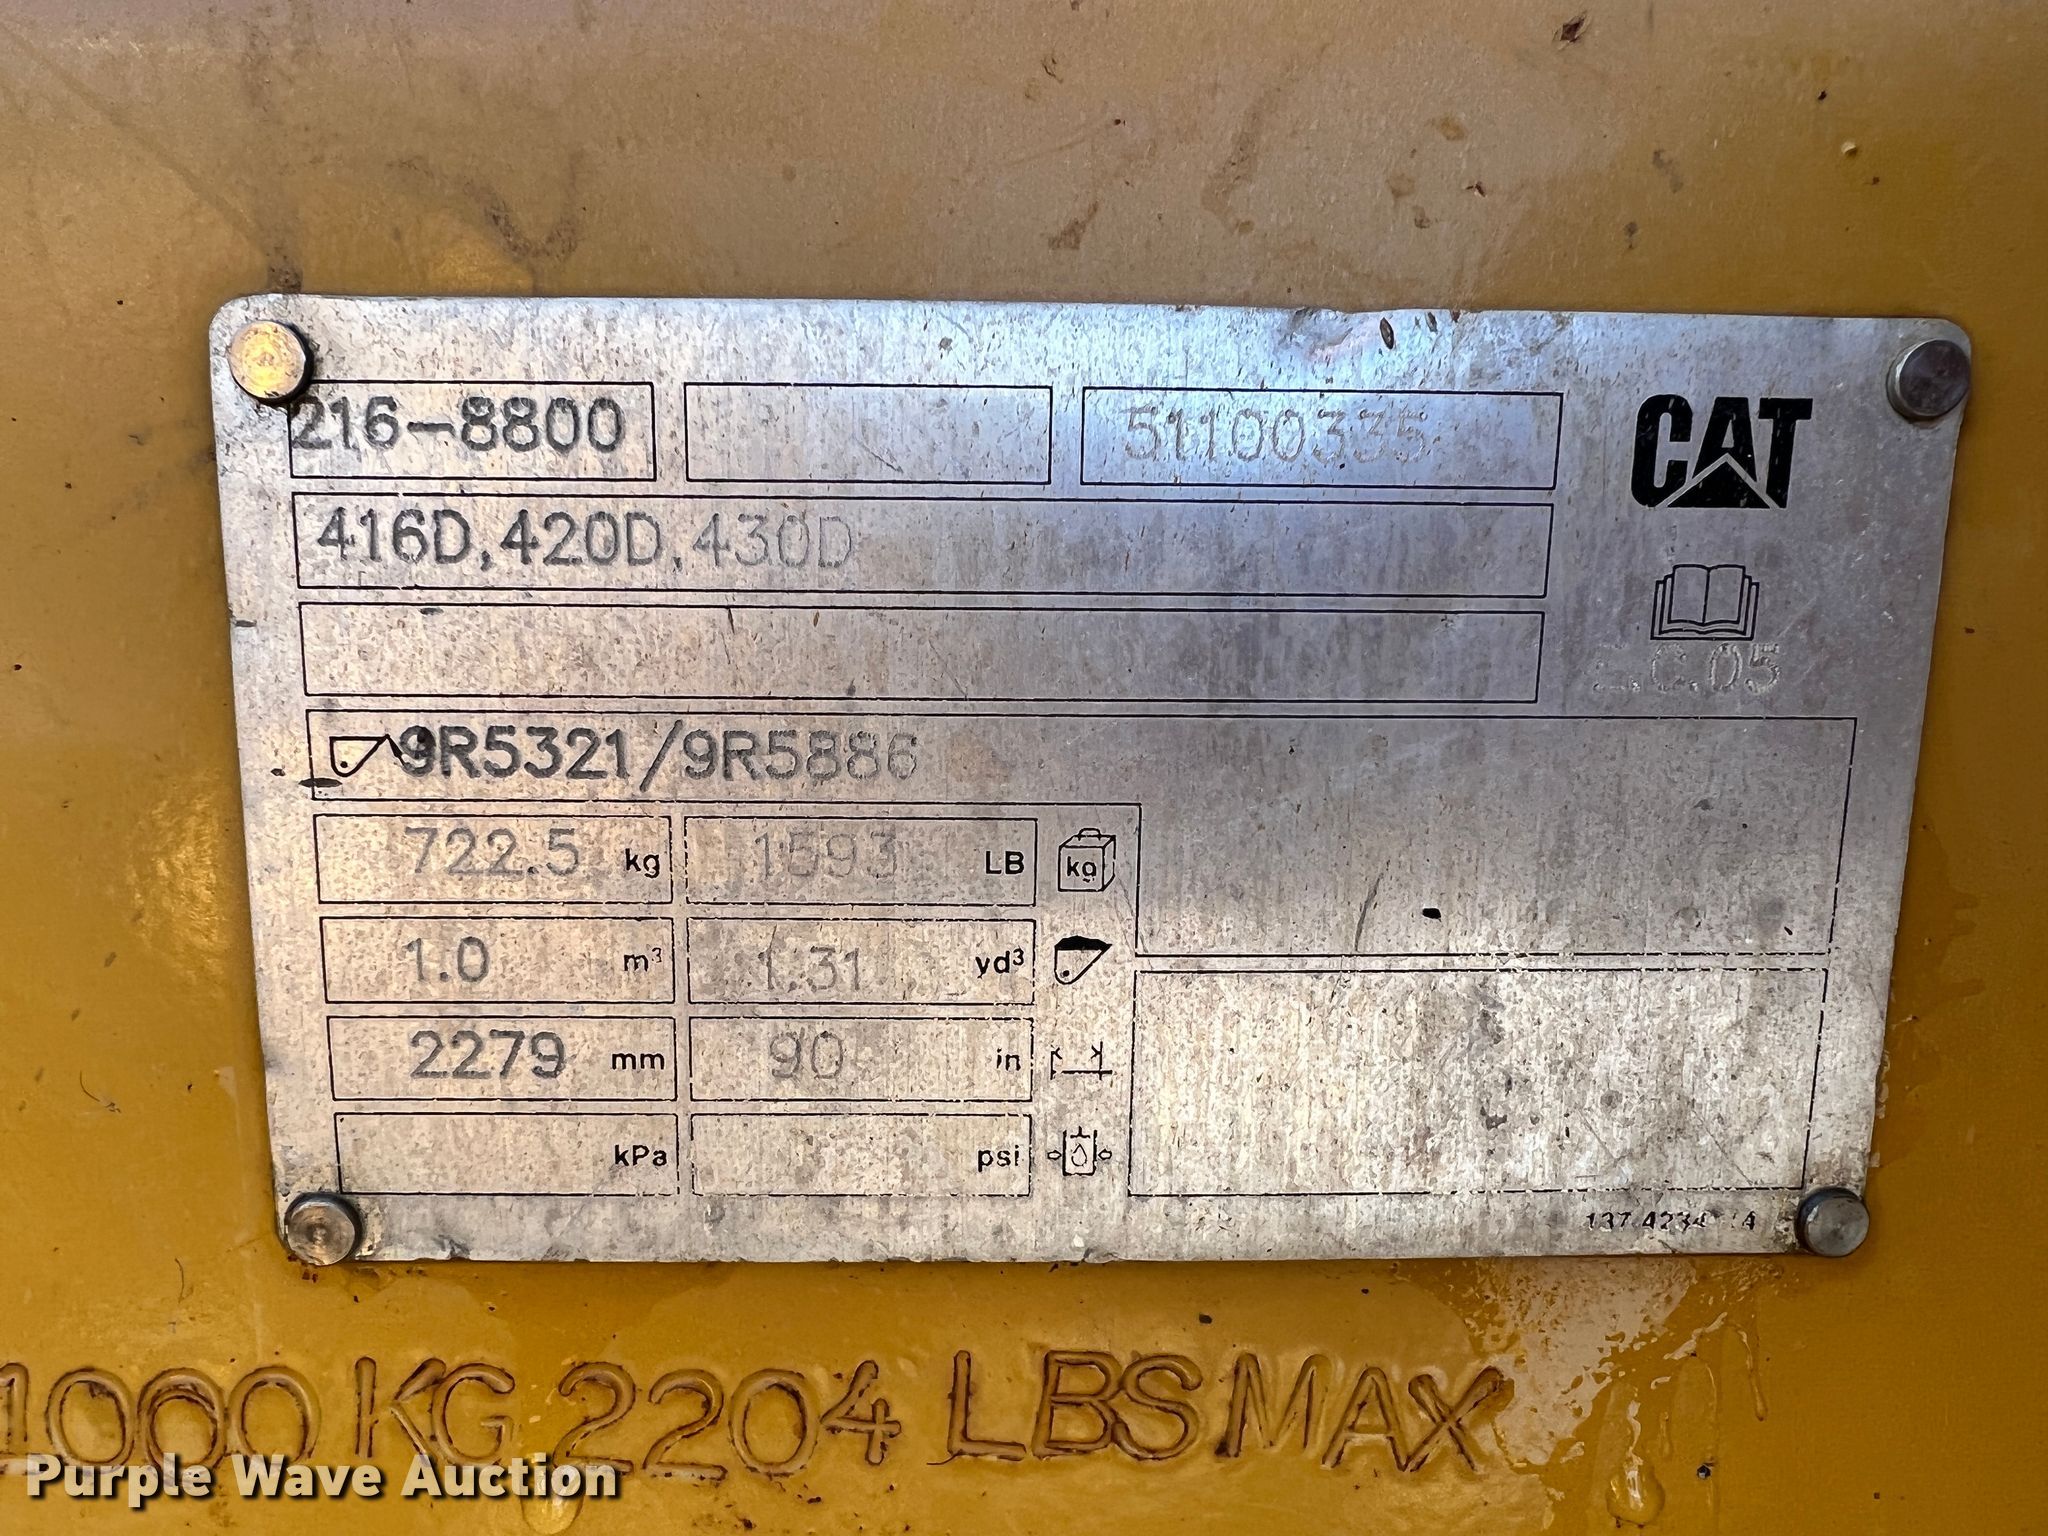 216-8800 51100335 CAT
416D, 420D, 430D
9R5321/9R5886
722.5 kg 1593 LB kg
1.0 m³ 1.31 yd³
2279 mm 90 in
kPa psi
1000 KG 2204 LBS MAX
Purple Wave Auction